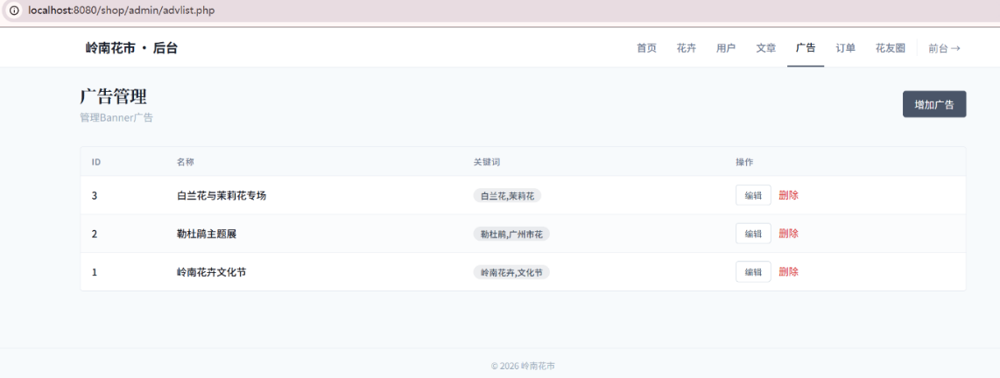 localhost:8080/shop/admin/advlist.php
岭南花市 · 后台 首页 花卉 用户 文章 广告 订单 花友圈 前台 →
广告管理
管理Banner广告
增加广告
ID 名称 关键词 操作
3 白兰花与茉莉花专场 白兰花,茉莉花 编辑 删除
2 勒杜鹃主题展 勒杜鹃,广州市花 编辑 删除
1 岭南花卉文化节 岭南花卉,文化节 编辑 删除
© 2026 岭南花市